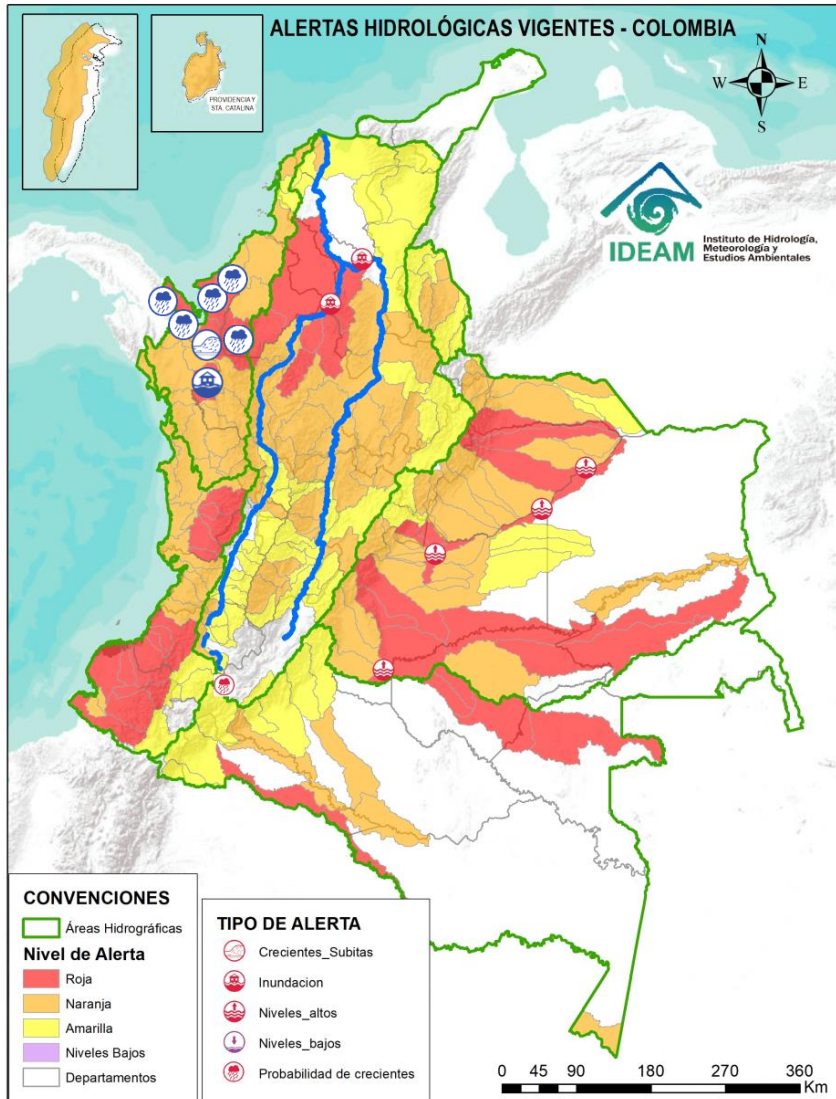 ALERTAS HIDROLÓGICAS VIGENTES - COLOMBIA
PROVIDENCIA Y
STA. CATALINA
N
W
E
S
IDEAM
Instituto de Hidrología,
Meteorología y
Estudios Ambientales
CONVENCIONES
Áreas Hidrográficas
Nivel de Alerta
Roja
Naranja
Amarilla
Niveles Bajos
Departamentos
TIPO DE ALERTA
Crecientes_Subitas
Inundacion
Niveles_altos
Niveles_bajos
Probabilidad de crecientes
0 45 90 180 270 360
Km